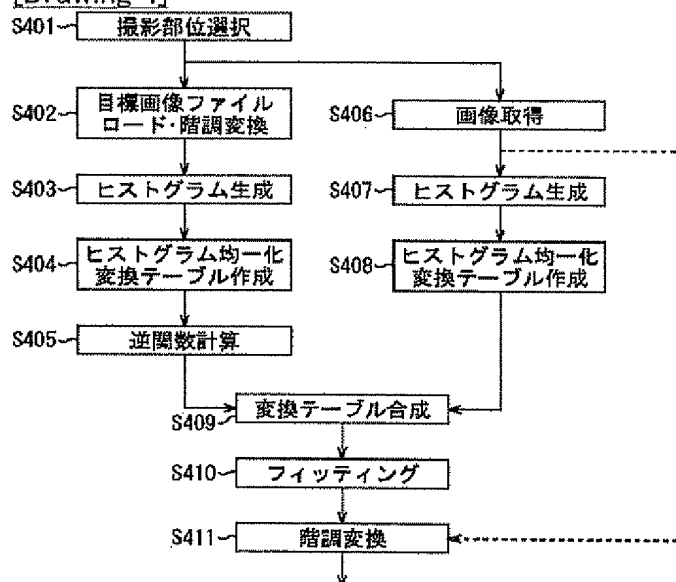 [Drawing 4]
S401
撮影部位選択
S402
目標画像ファイル
ロード・階調変換
S406
画像取得
S403
ヒストグラム生成
S407
ヒストグラム生成
S404
ヒストグラム均一化
変換テーブル作成
S408
ヒストグラム均一化
変換テーブル作成
S405
逆関数計算
S409
変換テーブル合成
S410
フィッティング
S411
階調変換